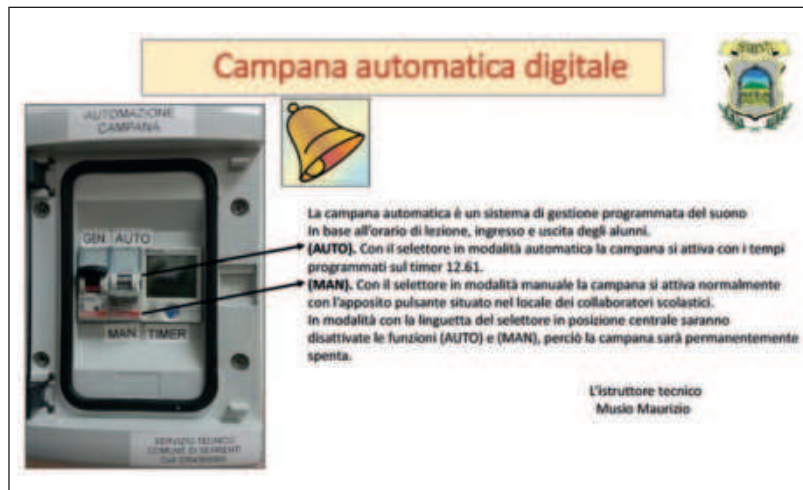 Campana automatica digitale
AUTOMAZIONE
CAMPANA
GEN AUTO
MAN TIMER
SERVIZIO TECNICO
COMUNE DI SERRENTI
La campana automatica è un sistema di gestione programmata del suono
In base all'orario di lezione, ingresso e uscita degli alunni.
(AUTO). Con il selettore in modalità automatica la campana si attiva con i tempi
programmati sul timer 12.61.
(MAN). Con il selettore in modalità manuale la campana si attiva normalmente
con l'apposito pulsante situato nel locale dei collaboratori scolastici.
In modalità con la linguetta del selettore in posizione centrale saranno
disattivate le funzioni (AUTO) e (MAN), perciò la campana sarà permanentemente
spenta.
L'istruttore tecnico
Musio Maurizio